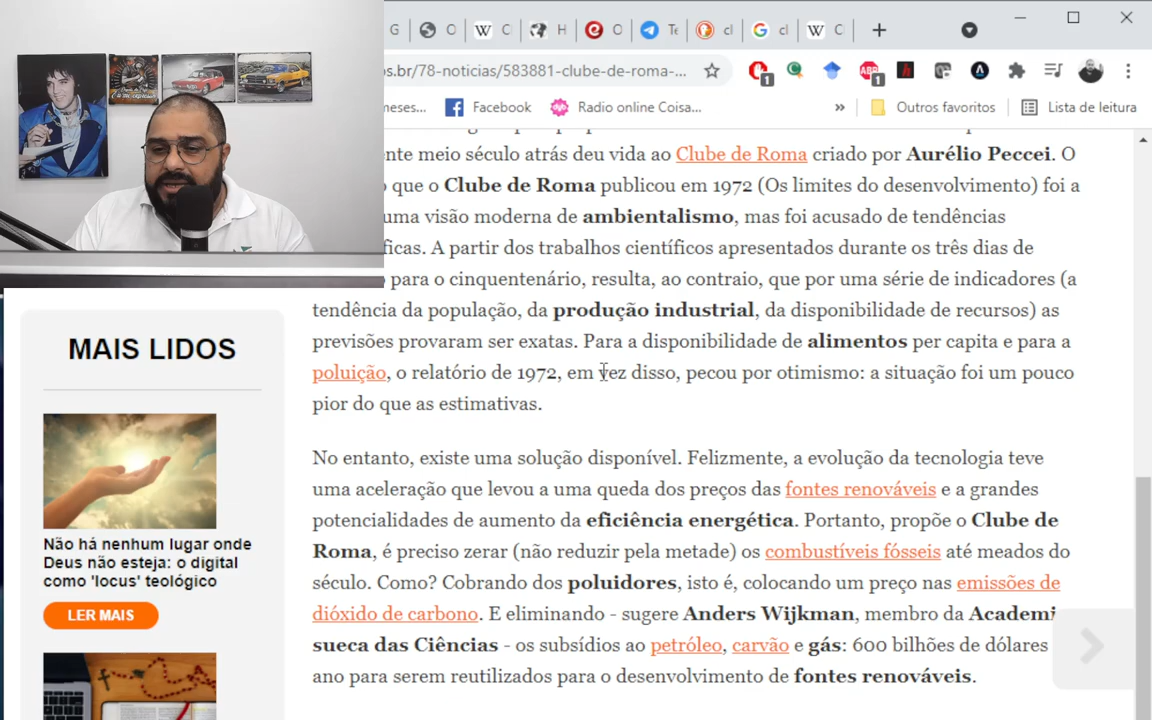 G
O
W
C
H
O
Te
cl
G
cl
W
C
s.br/78-noticias/583881-clube-de-roma-...
1
ABP
1
h
meses...
Facebook
Radio online Coisa...
»
Outros favoritos
Lista de leitura
nte meio século atrás deu vida ao Clube de Roma criado por Aurélio Peccei. O
que o Clube de Roma publicou em 1972 (Os limites do desenvolvimento) foi a
uma visão moderna de ambientalismo, mas foi acusado de tendências
ficas. A partir dos trabalhos científicos apresentados durante os três dias de
para o cinquentenário, resulta, ao contraio, que por uma série de indicadores (a
tendência da população, da produção industrial, da disponibilidade de recursos) as
previsões provaram ser exatas. Para a disponibilidade de alimentos per capita e para a
poluição, o relatório de 1972, em vez disso, pecou por otimismo: a situação foi um pouco
pior do que as estimativas.
No entanto, existe uma solução disponível. Felizmente, a evolução da tecnologia teve
uma aceleração que levou a uma queda dos preços das fontes renováveis e a grandes
potencialidades de aumento da eficiência energética. Portanto, propõe o Clube de
Roma, é preciso zerar (não reduzir pela metade) os combustíveis fósseis até meados do
século. Como? Cobrando dos poluidores, isto é, colocando um preço nas emissões de
dióxido de carbono. E eliminando - sugere Anders Wijkman, membro da Academi
sueca das Ciências - os subsídios ao petróleo, carvão e gás: 600 bilhões de dólares
ano para serem reutilizados para o desenvolvimento de fontes renováveis.
MAIS LIDOS
Não há nenhum lugar onde
Deus não esteja: o digital
como 'locus' teológico
LER MAIS